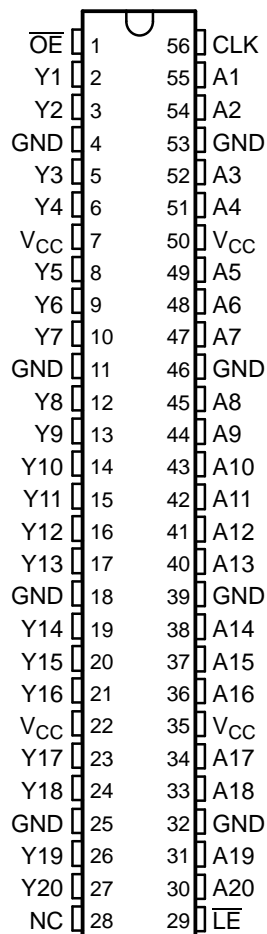 O̅E̅ 1 56 CLK
Y1 2 55 A1
Y2 3 54 A2
GND 4 53 GND
Y3 5 52 A3
Y4 6 51 A4
VCC 7 50 VCC
Y5 8 49 A5
Y6 9 48 A6
Y7 10 47 A7
GND 11 46 GND
Y8 12 45 A8
Y9 13 44 A9
Y10 14 43 A10
Y11 15 42 A11
Y12 16 41 A12
Y13 17 40 A13
GND 18 39 GND
Y14 19 38 A14
Y15 20 37 A15
Y16 21 36 A16
VCC 22 35 VCC
Y17 23 34 A17
Y18 24 33 A18
GND 25 32 GND
Y19 26 31 A19
Y20 27 30 A20
NC 28 29 L̅E̅